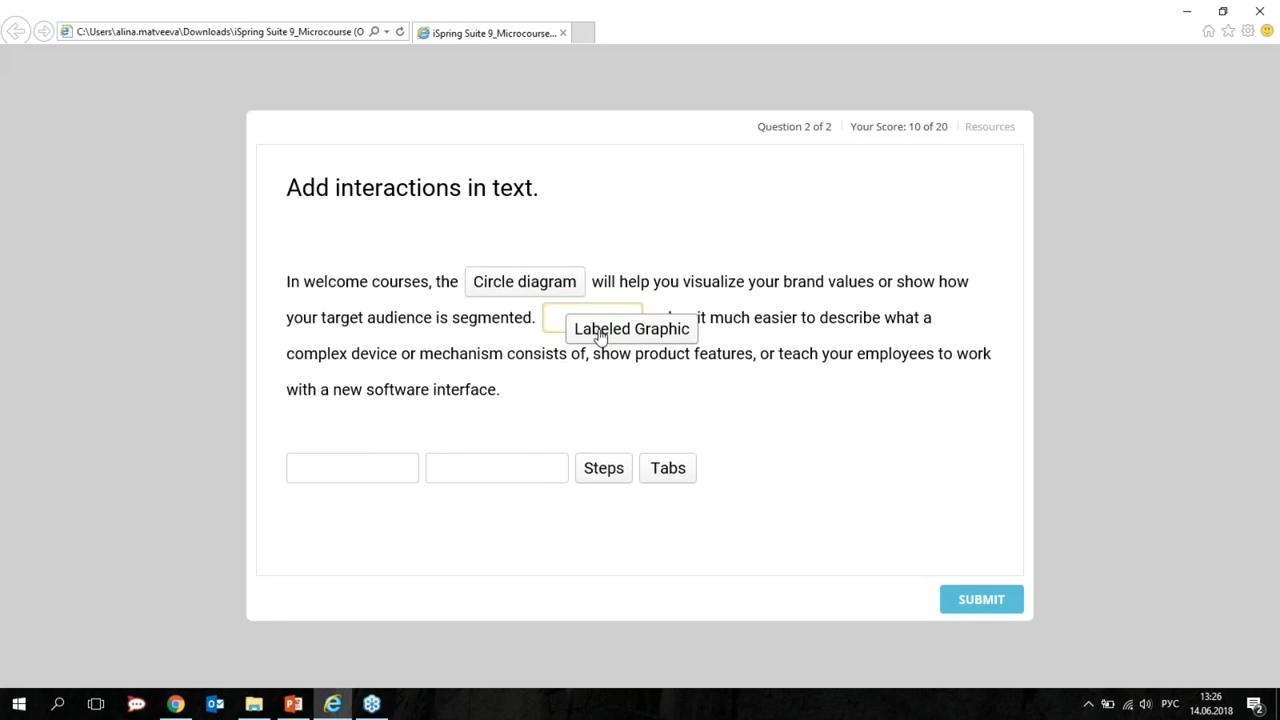 C:\Users\alina.matveeva\Downloads\iSpring Suite 9_Microcourse (O
iSpring Suite 9_Microcourse...
Question 2 of 2
Your Score: 10 of 20
Resources
Add interactions in text.
In welcome courses, the Circle diagram will help you visualize your brand values or show how
your target audience is segmented. Labeled Graphic it much easier to describe what a
complex device or mechanism consists of, show product features, or teach your employees to work
with a new software interface.
Steps Tabs
SUBMIT
РУС
13:26
14.06.2018
2